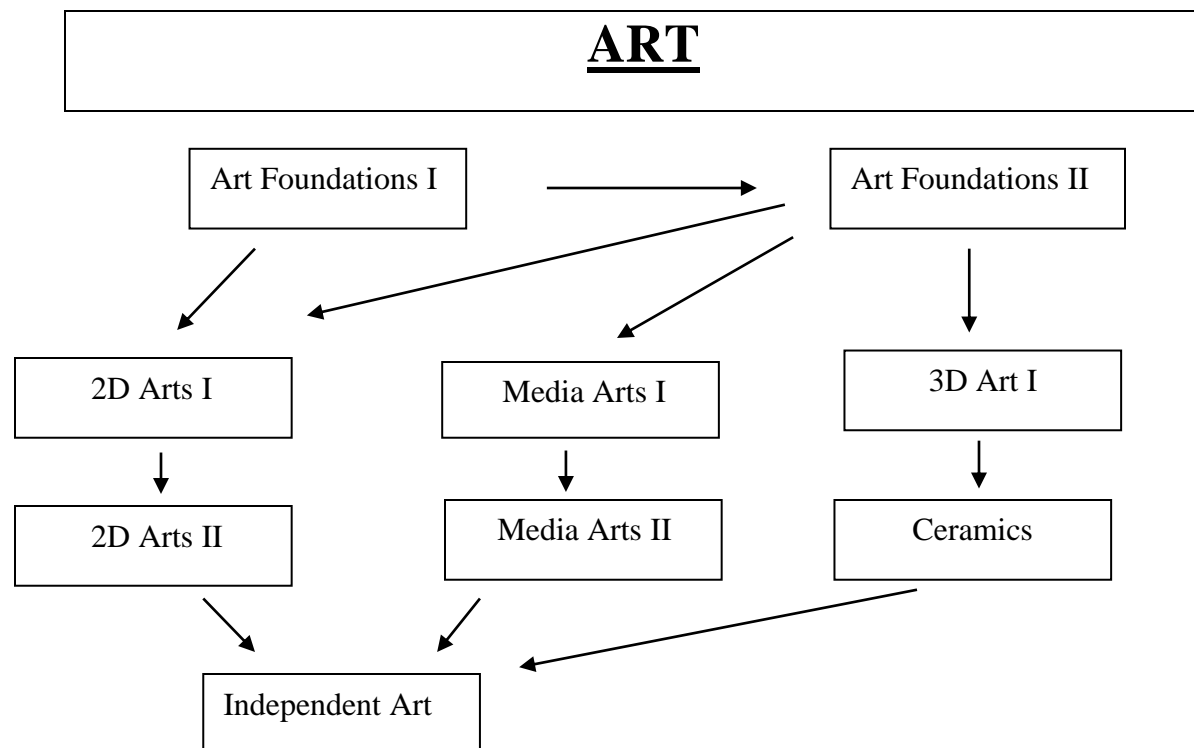 ART
Art Foundations I
Art Foundations II
2D Arts I
Media Arts I
3D Art I
2D Arts II
Media Arts II
Ceramics
Independent Art